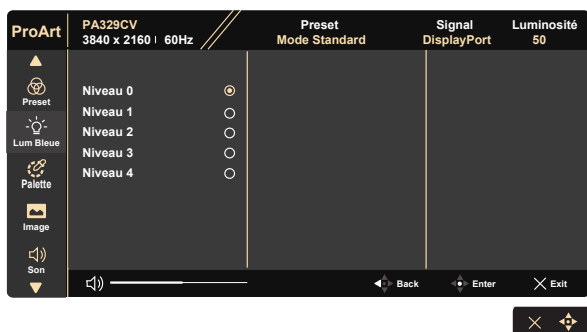 ProArt
PA329CV
3840 x 2160 60Hz
Preset
Mode Standard
Signal
DisplayPort
Luminosité
50
Preset
Lum Bleue
Palette
Image
Son
Niveau 0
Niveau 1
Niveau 2
Niveau 3
Niveau 4
Back
Enter
Exit